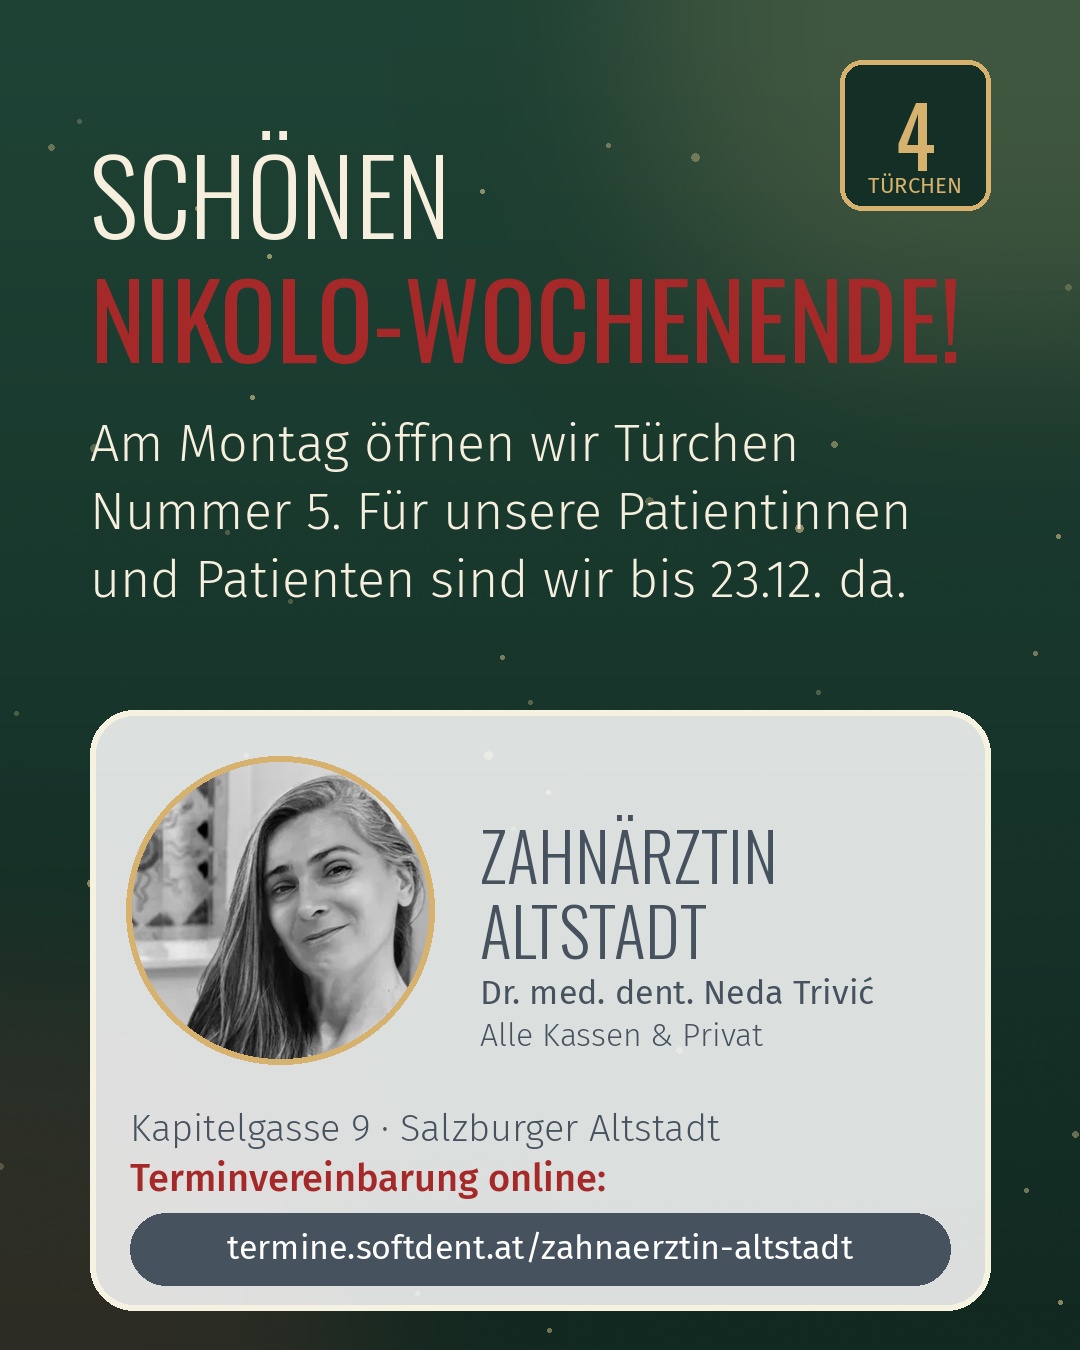 4
TÜRCHEN
SCHÖNEN
NIKOLO-WOCHENENDE!
Am Montag öffnen wir Türchen
Nummer 5. Für unsere Patientinnen
und Patienten sind wir bis 23.12. da.
ZAHNÄRZTIN
ALTSTADT
Dr. med. dent. Neda Trivić
Alle Kassen & Privat
Kapitelgasse 9 · Salzburger Altstadt
Terminvereinbarung online:
termine.softdent.at/zahnaerztin-altstadt